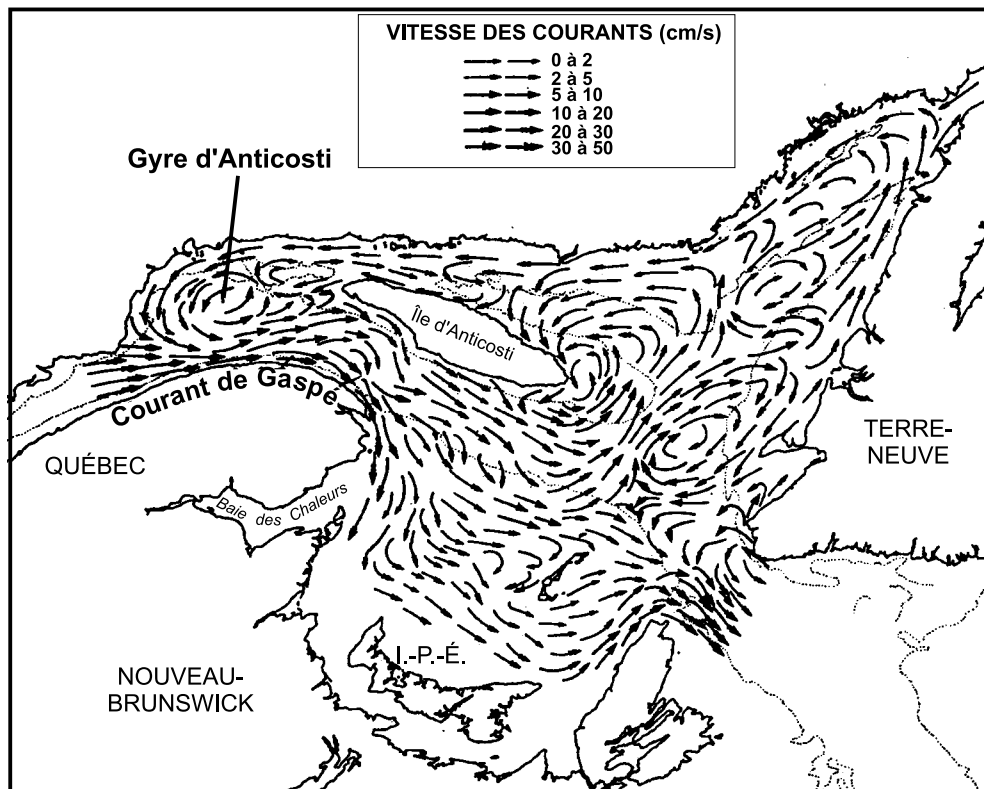 VITESSE DES COURANTS (cm/s)
0 à 2
2 à 5
5 à 10
10 à 20
20 à 30
30 à 50
Gyre d'Anticosti
Île d'Anticosti
Courant de Gaspé
QUÉBEC
Baie des Chaleurs
TERRE-
NEUVE
I.-P.-É.
NOUVEAU-
BRUNSWICK